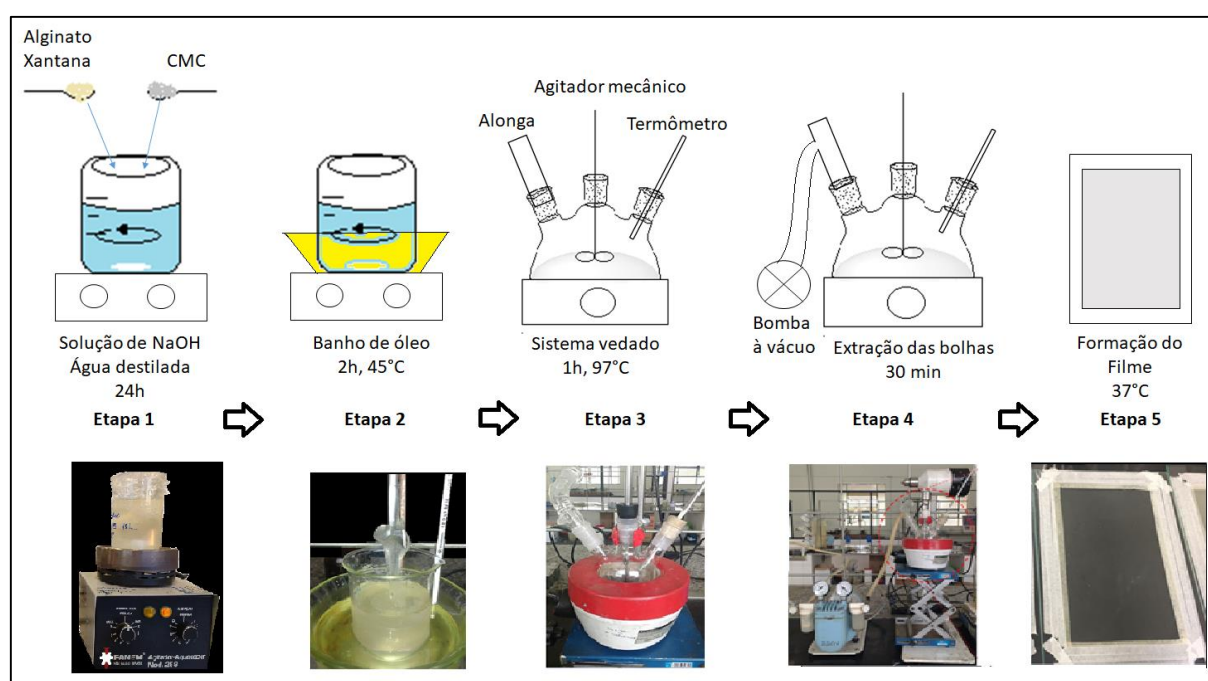 Alginato
Xantana
CMC
Agitador mecânico
Alonga
Termômetro
Solução de NaOH
Água destilada
24h
Banho de óleo
2h, 45°C
Sistema vedado
1h, 97°C
Bomba
à vácuo
Extração das bolhas
30 min
Formação do
Filme
37°C
Etapa 1
Etapa 2
Etapa 3
Etapa 4
Etapa 5